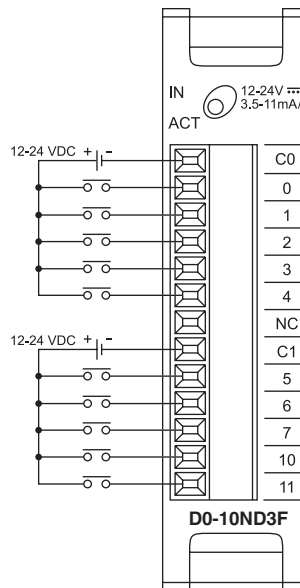 IN
ACT
12-24V
3.5-11mA/
12-24 VDC + -
C0
0
1
2
3
4
NC
12-24 VDC + -
C1
5
6
7
10
11
D0-10ND3F